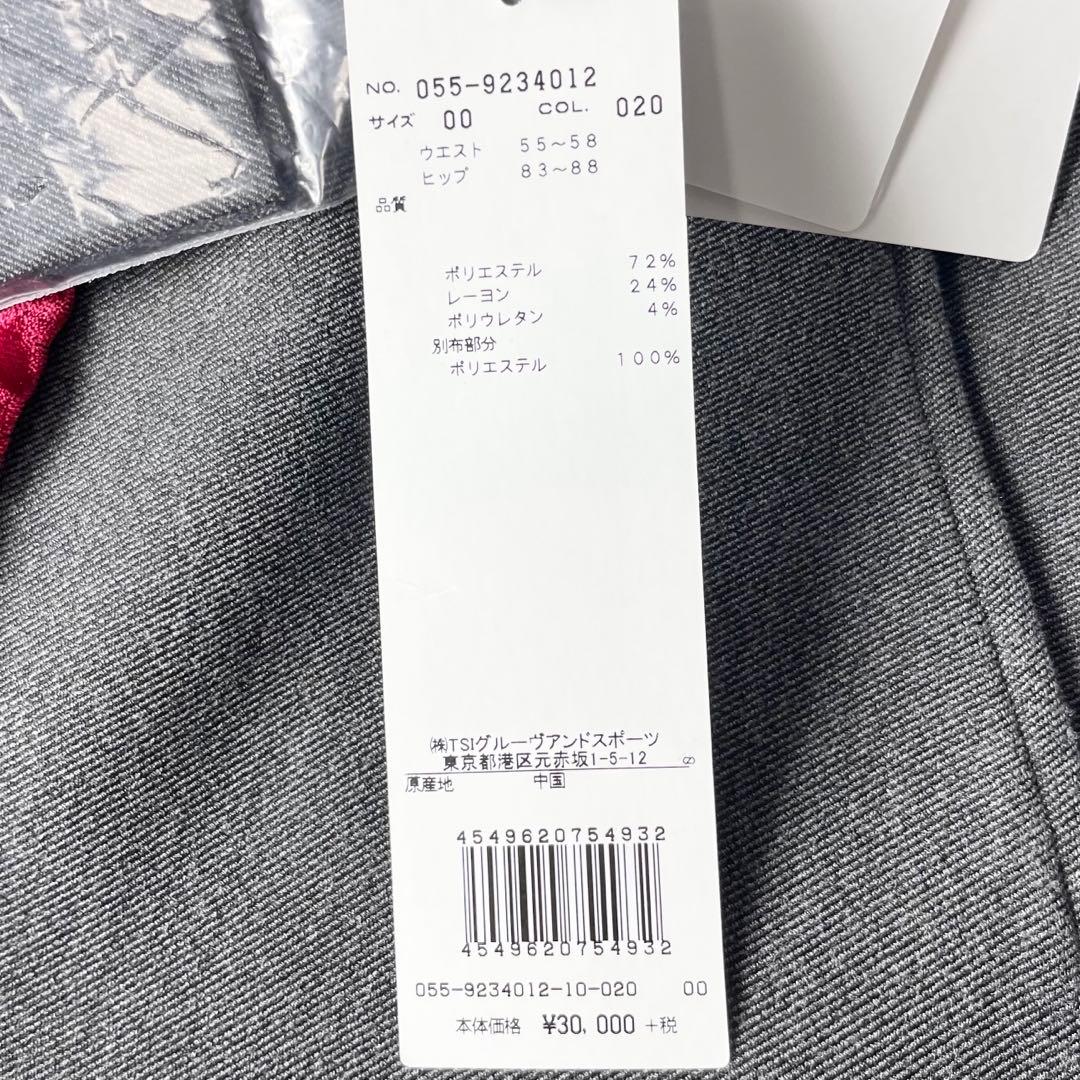 NO. 055-9234012
サイズ 00 COL. 020
ウエスト 55~58
ヒップ 83~88
品質
ポリエステル 72%
レーヨン 24%
ポリウレタン 4%
別布部分
ポリエステル 100%
㈱TSIグルーヴアンドスポーツ
東京都港区元赤坂1-5-12
原産地 中国
4549620754932
4549620754932
055-9234012-10-020 00
本体価格 ¥30,000 +税